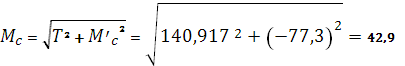 M_c = √(T² + M'_c²) = √(140,917² + (−77,3)²) = 42,9